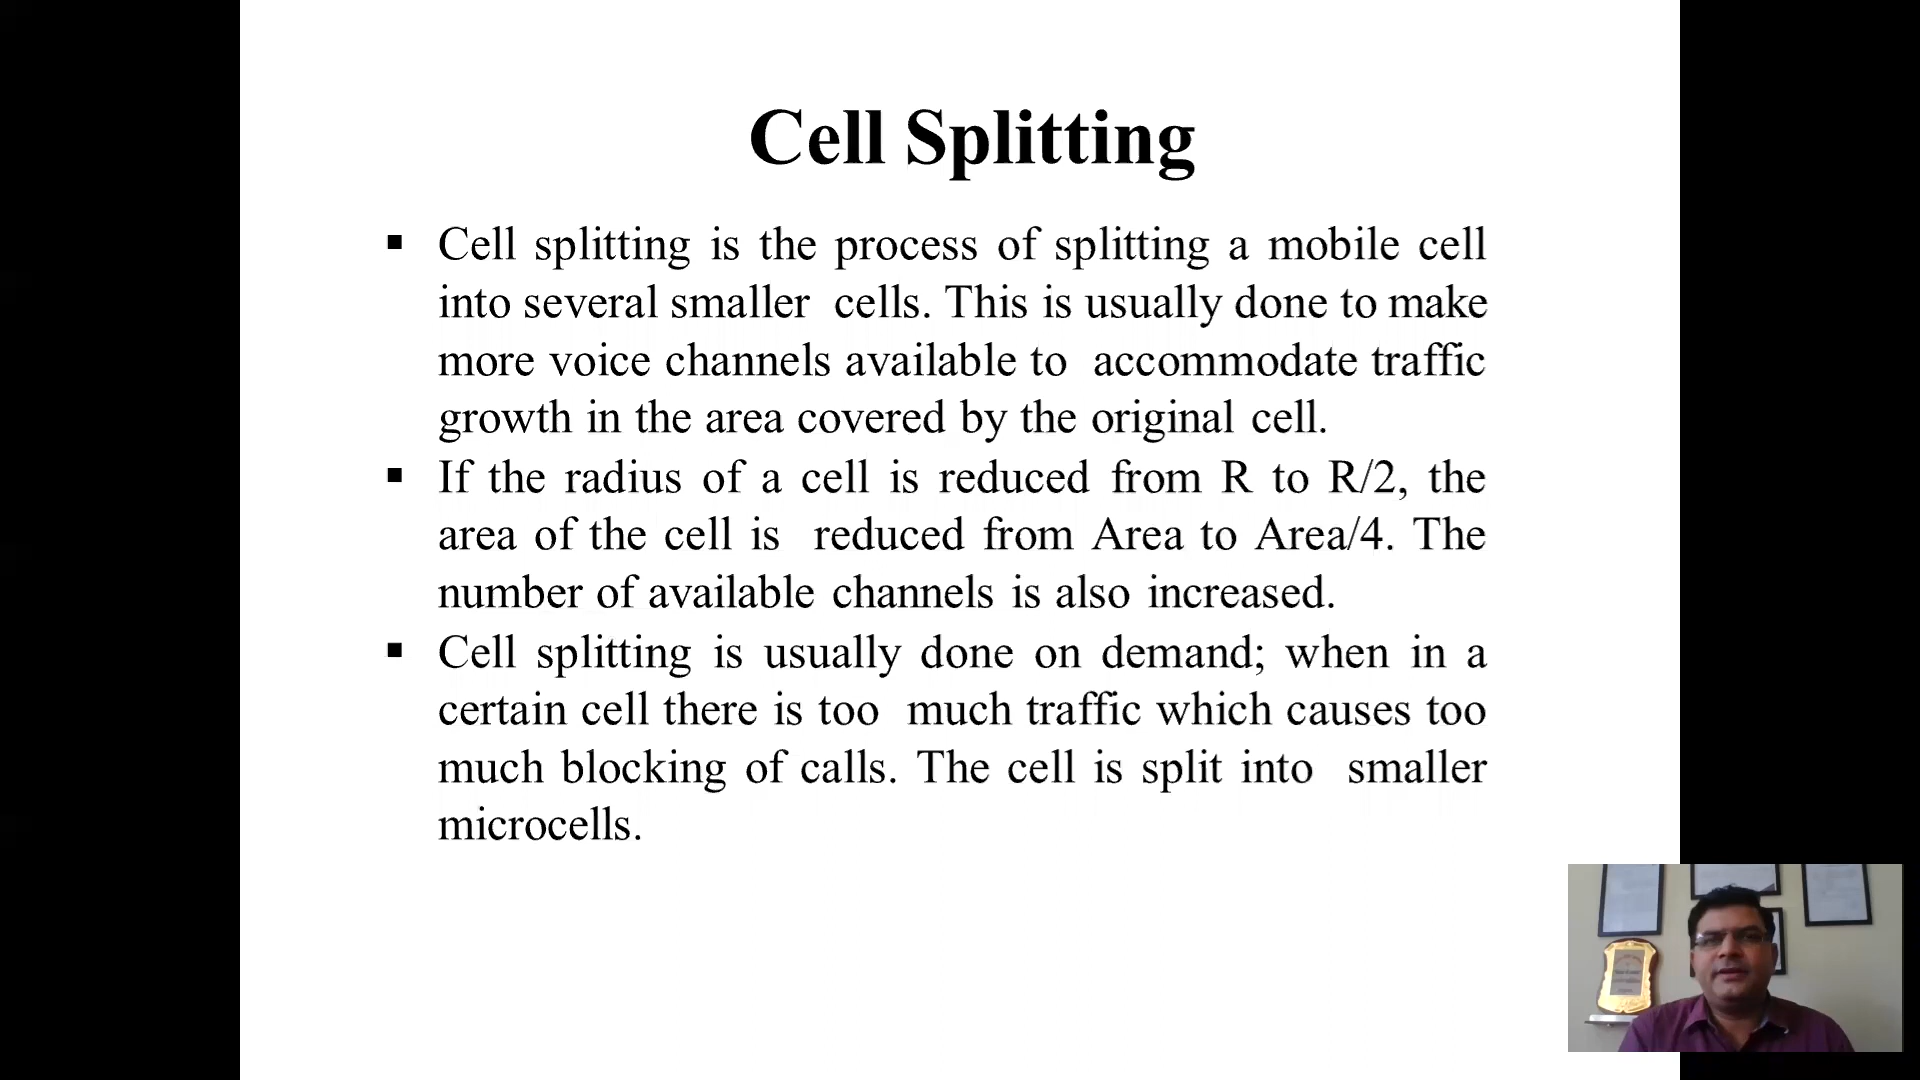 Cell Splitting
▪ Cell splitting is the process of splitting a mobile cell
into several smaller cells. This is usually done to make
more voice channels available to accommodate traffic
growth in the area covered by the original cell.
▪ If the radius of a cell is reduced from R to R/2, the
area of the cell is reduced from Area to Area/4. The
number of available channels is also increased.
▪ Cell splitting is usually done on demand; when in a
certain cell there is too much traffic which causes too
much blocking of calls. The cell is split into smaller
microcells.